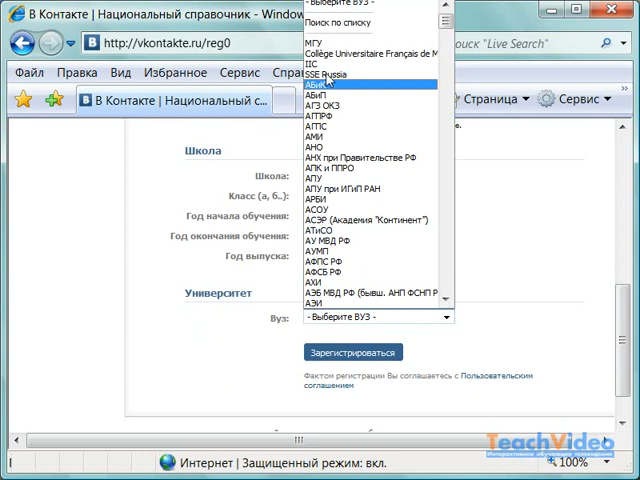 В Контакте | Национальный справочник - Windows
- Выберите ВУЗ -
http://vkontakte.ru/reg0
Поиск "Live Search"
Поиск по списку
Файл Правка Вид Избранное Сервис
В Контакте | Национальный с...
Страница
Сервис
МГУ
Collège Universitaire Français de M
IIC
SSE Russia
АБиК
АБиП
АГЗ ОКЗ
АГПРФ
АГПС
АМИ
АНО
АНХ при Правительстве РФ
АПК и ППРО
АПУ
АПУ при ИГиП РАН
АРБИ
АСОУ
АСЭР (Академия "Континент")
АТиСО
АУ МВД РФ
АУМП
АФПС РФ
АФСБ РФ
АХИ
АЭБ МВД РФ (бывш. АНП ФСНП Р
АЭИ
Школа
Школа:
Класс (а, б..):
Год начала обучения:
Год окончания обучения:
Год выпуска:
Университет
Вуз:
- Выберите ВУЗ -
Зарегистрироваться
Фактом регистрации Вы соглашаетесь с Пользовательским
соглашением
TeachVideo
Интернет | Защищенный режим: вкл.
100%